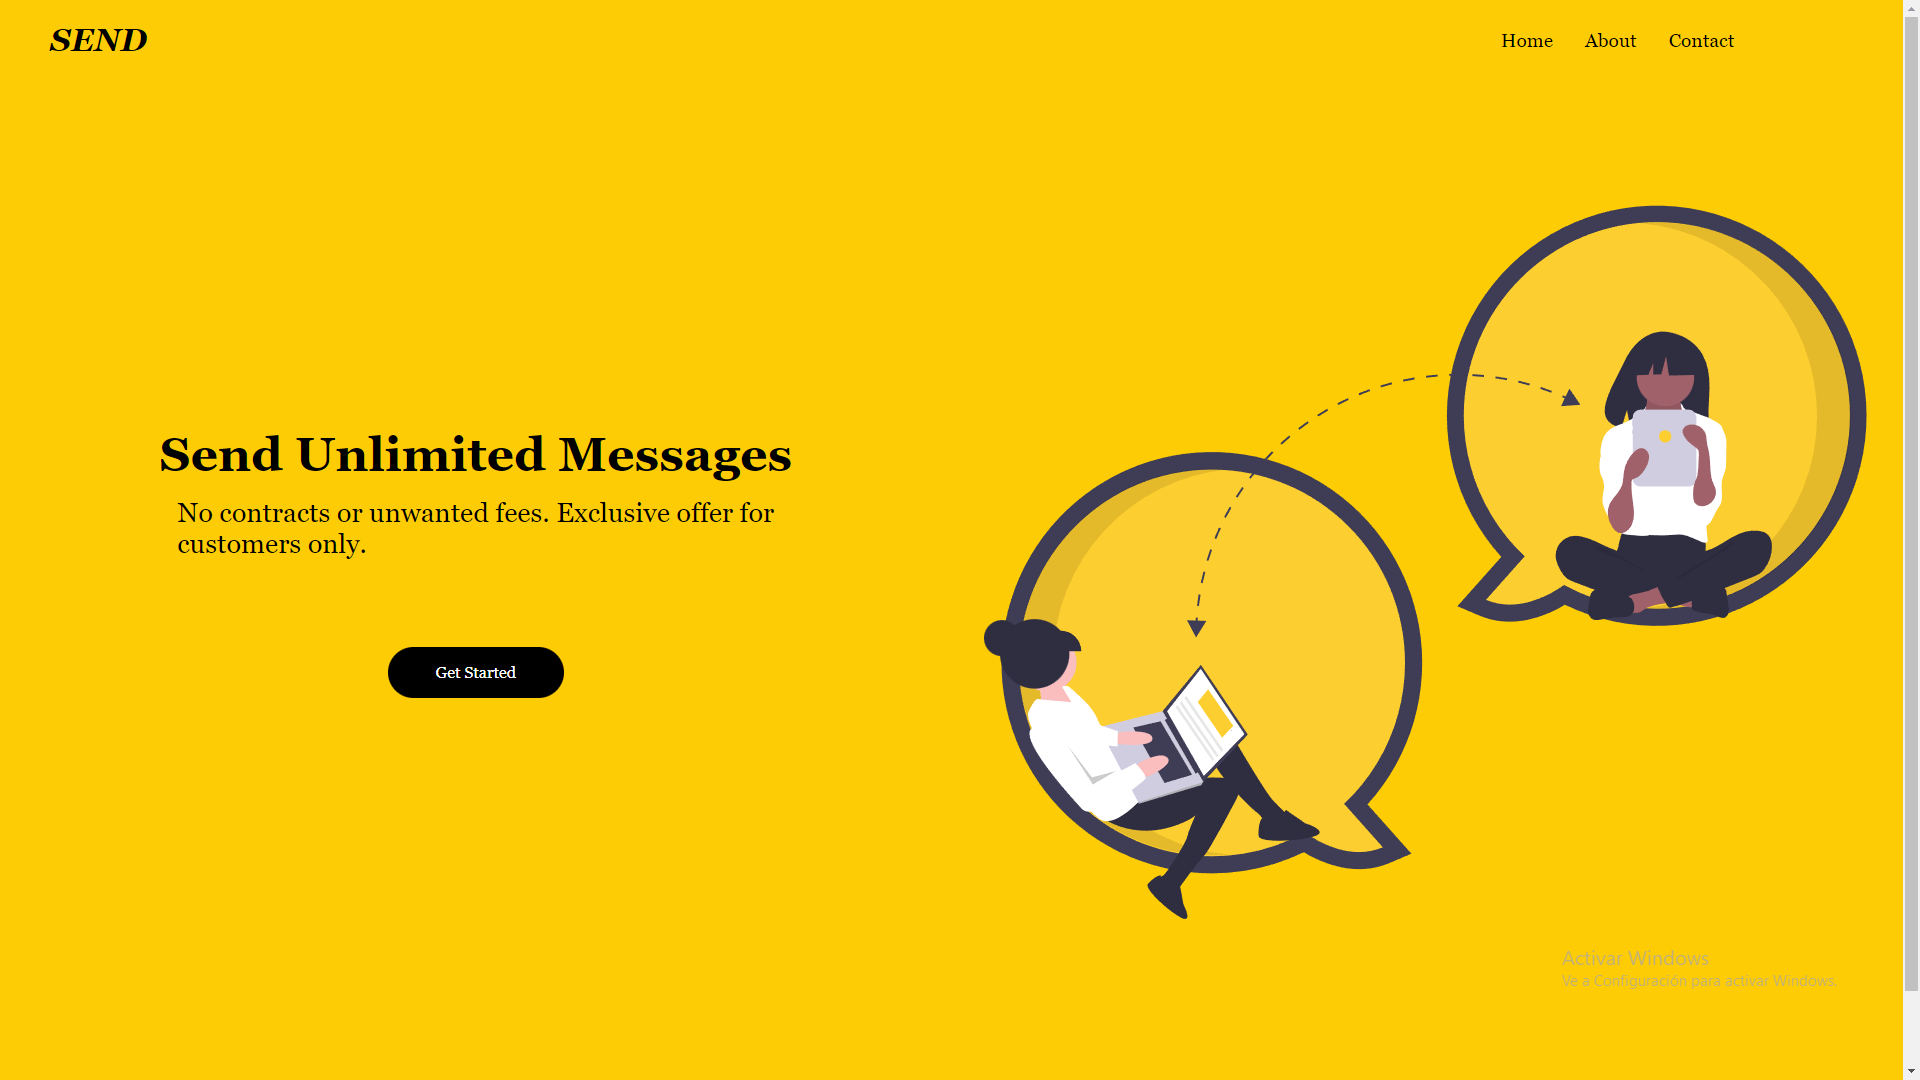 SEND
Home About Contact
Send Unlimited Messages
No contracts or unwanted fees. Exclusive offer for
customers only.
Get Started
Activar Windows
Ve a Configuración para activar Windows.